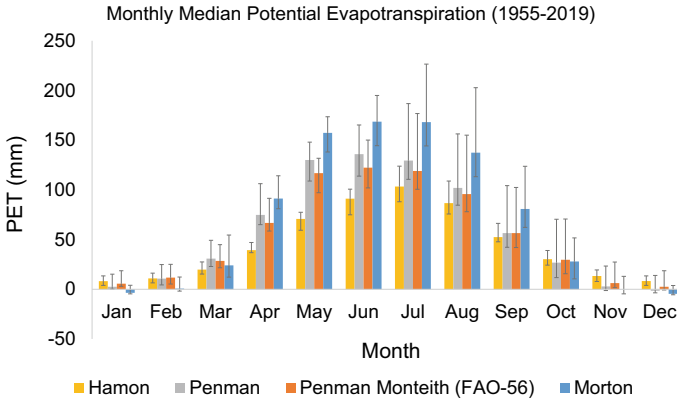 Monthly Median Potential Evapotranspiration (1955-2019)
250
200
150
100
50
0
-50
PET (mm)
Jan Feb Mar Apr May Jun Jul Aug Sep Oct Nov Dec
Month
Hamon Penman Penman Monteith (FAO-56) Morton